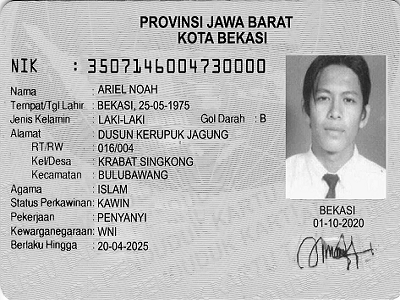 PROVINSI JAWA BARAT
KOTA BEKASI
NIK : 3507146004730000
Nama : ARIEL NOAH
Tempat/Tgl Lahir : BEKASI, 25-05-1975
Jenis Kelamin : LAKI-LAKI Gol Darah : B
Alamat : DUSUN KERUPUK JAGUNG
RT/RW : 016/004
Kel/Desa : KRABAT SINGKONG
Kecamatan : BULUBAWANG
Agama : ISLAM
Status Perkawinan: KAWIN
Pekerjaan : PENYANYI
Kewarganegaraan: WNI
Berlaku Hingga : 20-04-2025
BEKASI
01-10-2020